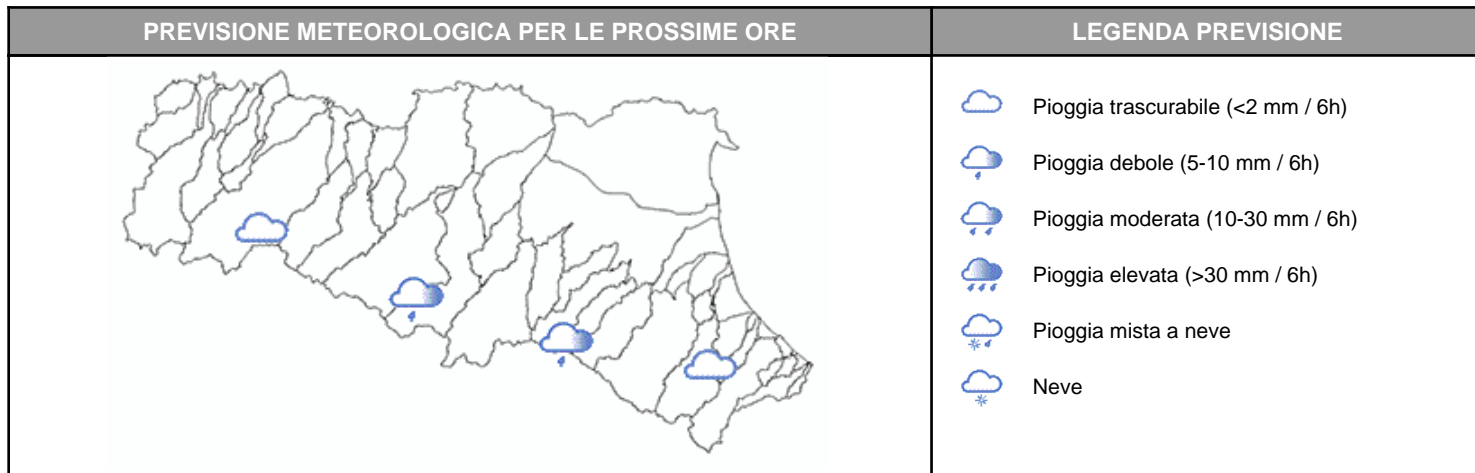 PREVISIONE METEOROLOGICA PER LE PROSSIME ORE
LEGENDA PREVISIONE
Pioggia trascurabile (<2 mm / 6h)
Pioggia debole (5-10 mm / 6h)
Pioggia moderata (10-30 mm / 6h)
Pioggia elevata (>30 mm / 6h)
Pioggia mista a neve
Neve